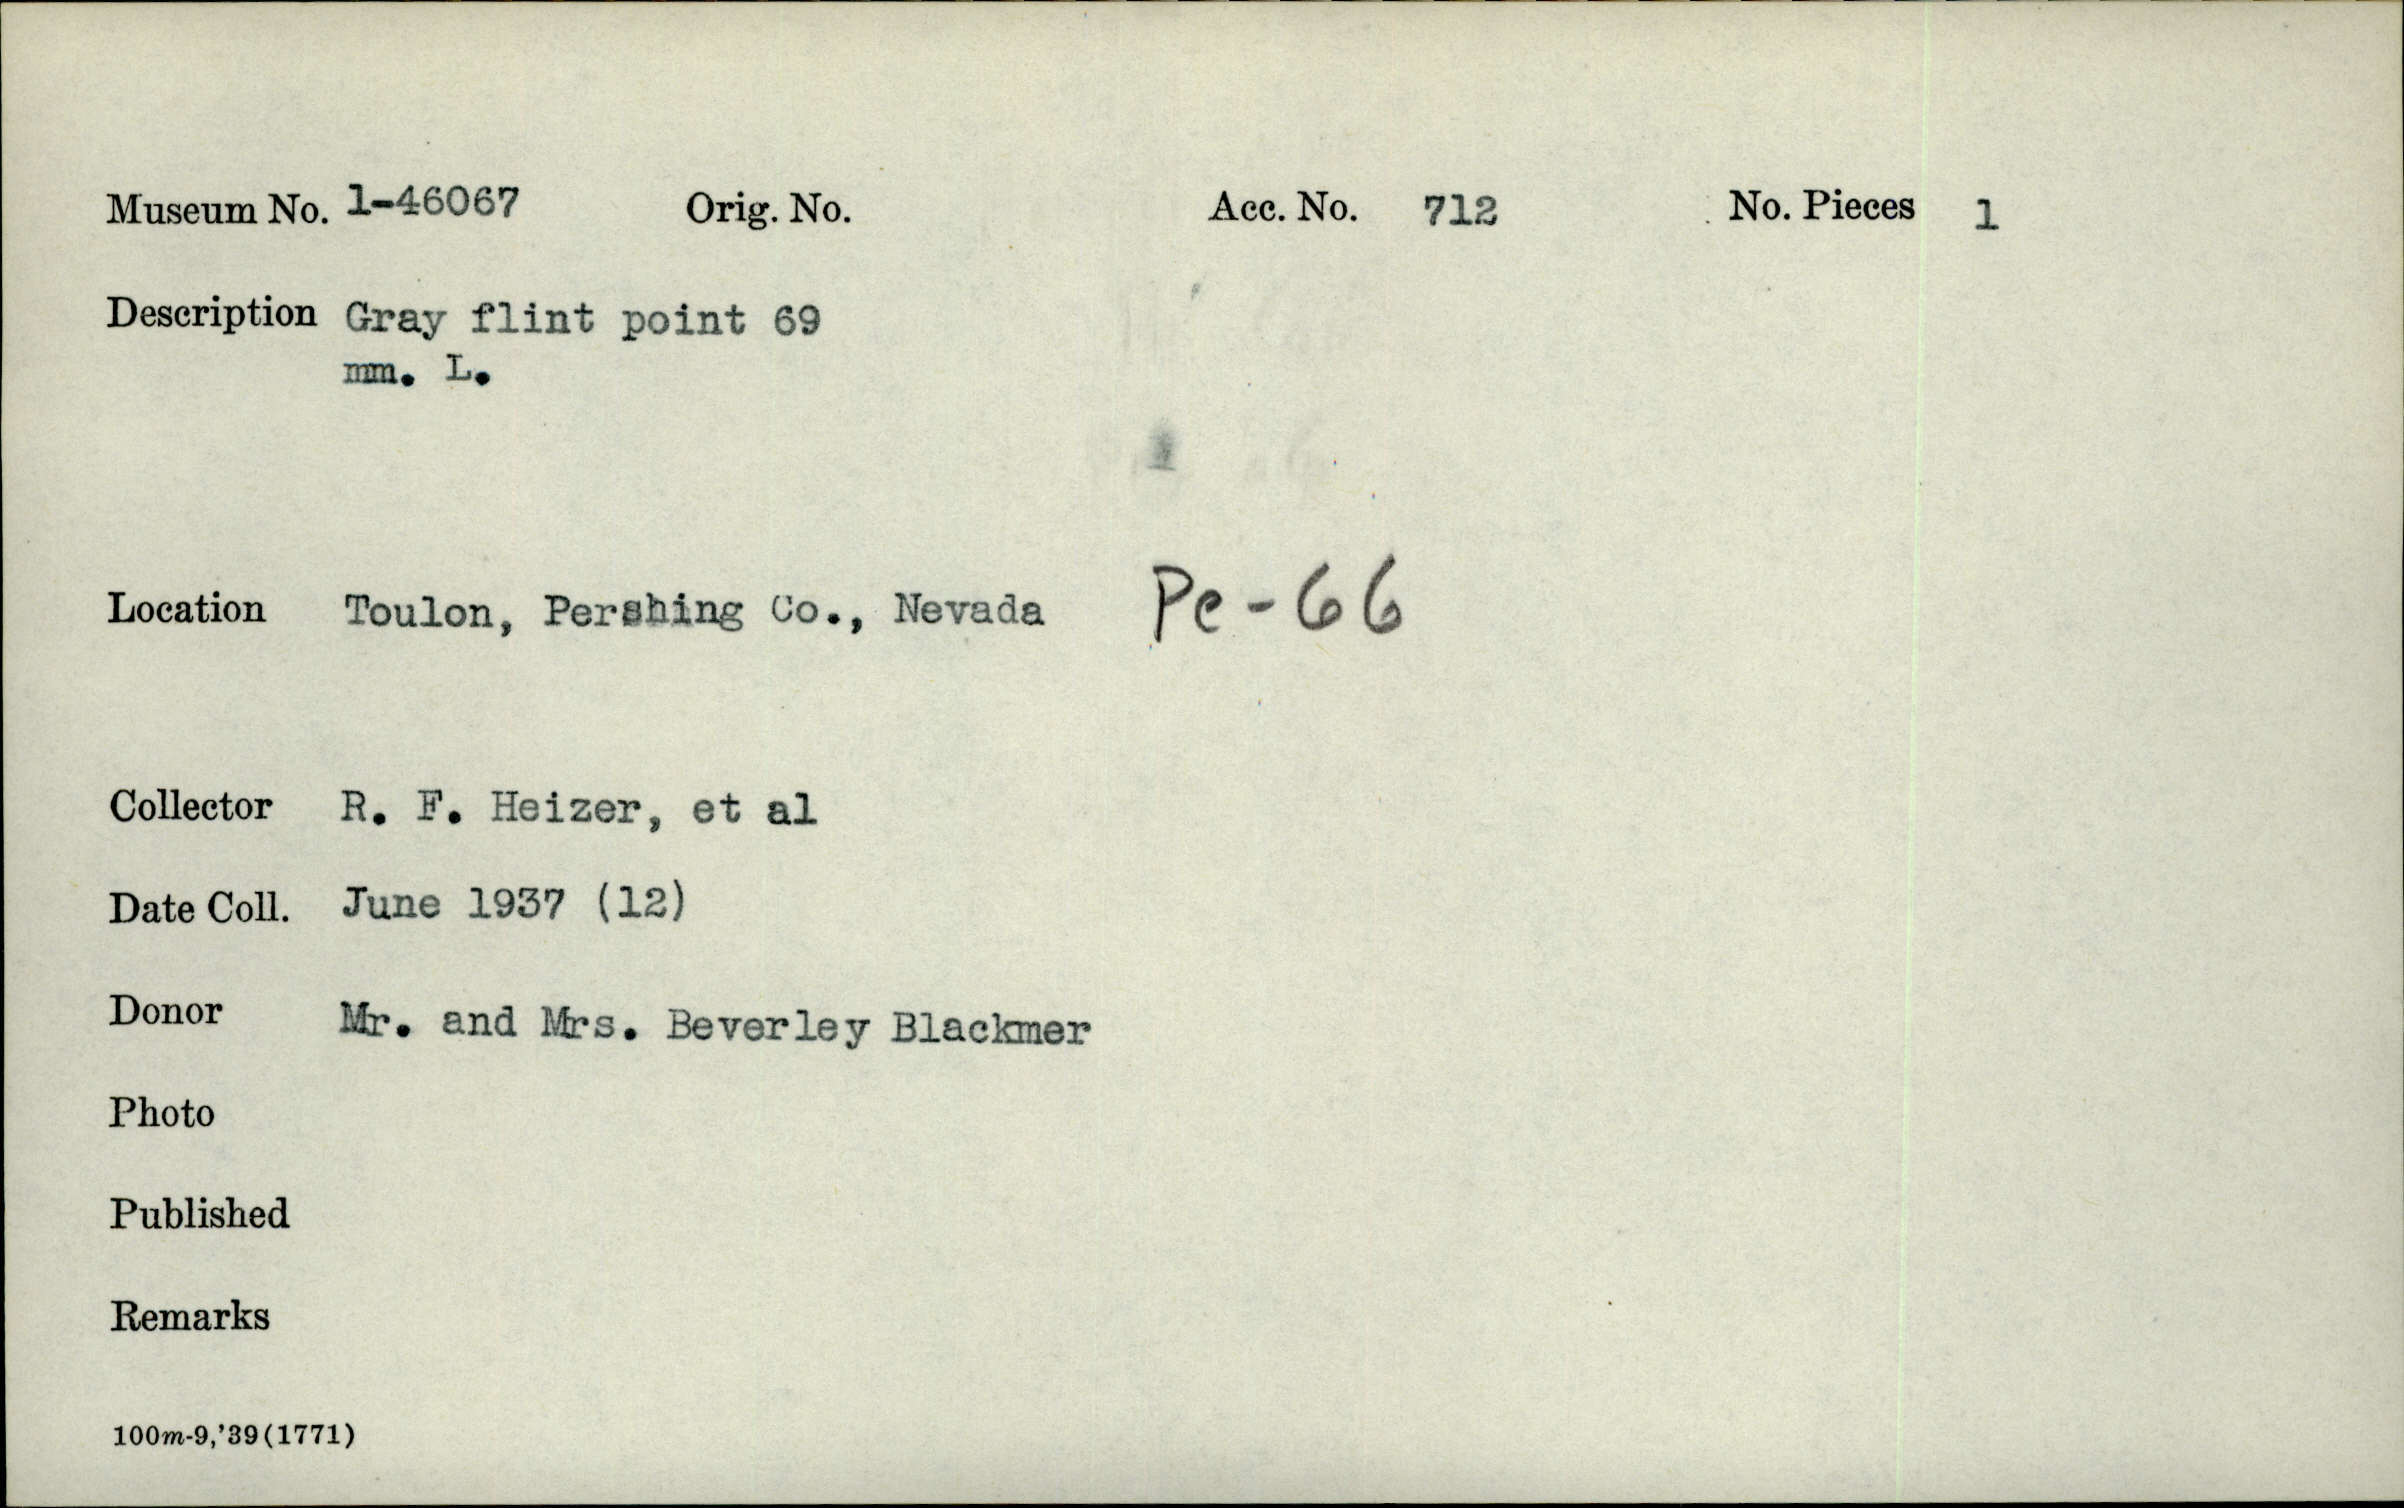 Museum No. 1-46067 Orig. No. Acc. No. 712 No. Pieces 1
Description Gray flint point 69
mm. L.
Location Toulon, Pershing Co., Nevada Pe-66
Collector R. F. Heizer, et al
Date Coll. June 1937 (12)
Donor Mr. and Mrs. Beverley Blackmer
Photo
Published
Remarks
100m-9,'39(1771)